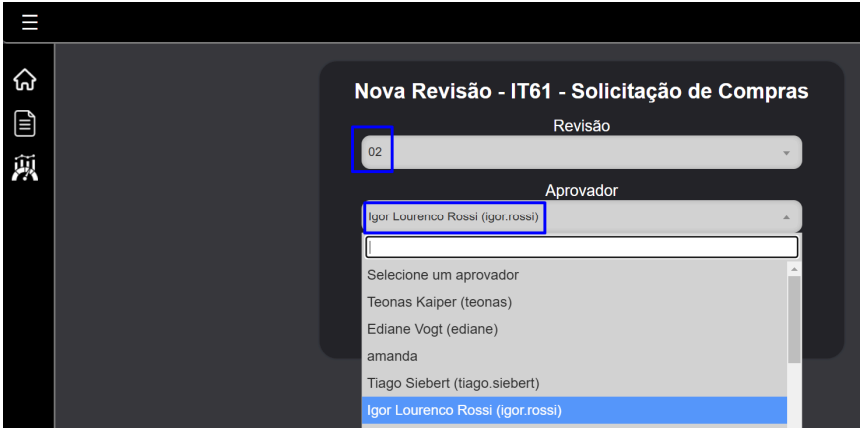 Nova Revisão - IT61 - Solicitação de Compras
Revisão
02
Aprovador
Igor Lourenco Rossi (igor.rossi)
Selecione um aprovador
Teonas Kaiper (teonas)
Ediane Vogt (ediane)
amanda
Tiago Siebert (tiago.siebert)
Igor Lourenco Rossi (igor.rossi)